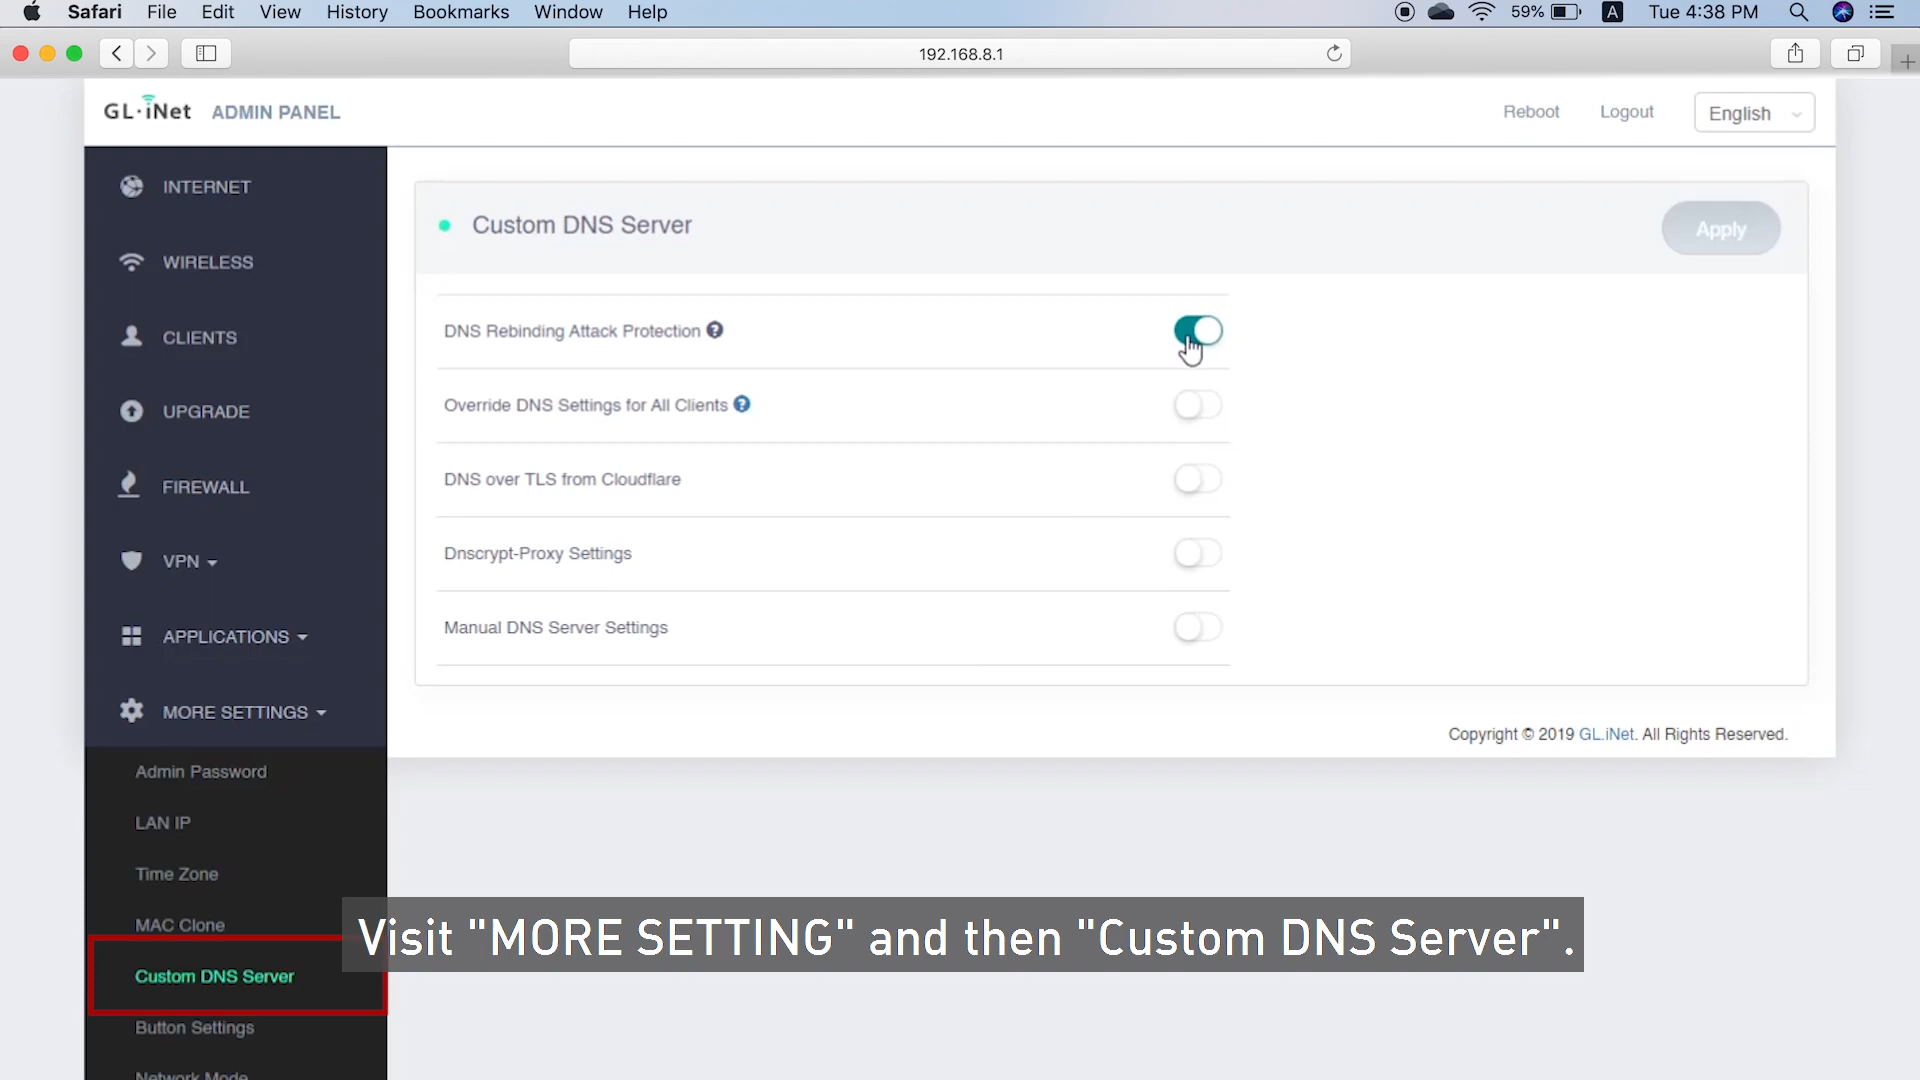 Safari File Edit View History Bookmarks Window Help 59% A Tue 4:38 PM
192.168.8.1
GL·iNet ADMIN PANEL Reboot Logout English
INTERNET
WIRELESS
CLIENTS
UPGRADE
FIREWALL
VPN
APPLICATIONS
MORE SETTINGS
Admin Password
LAN IP
Time Zone
MAC Clone
Custom DNS Server
Button Settings
Network Mode
Custom DNS Server Apply
DNS Rebinding Attack Protection ?
Override DNS Settings for All Clients ?
DNS over TLS from Cloudflare
Dnscrypt-Proxy Settings
Manual DNS Server Settings
Copyright © 2019 GL.iNet. All Rights Reserved.
Visit "MORE SETTING" and then "Custom DNS Server".